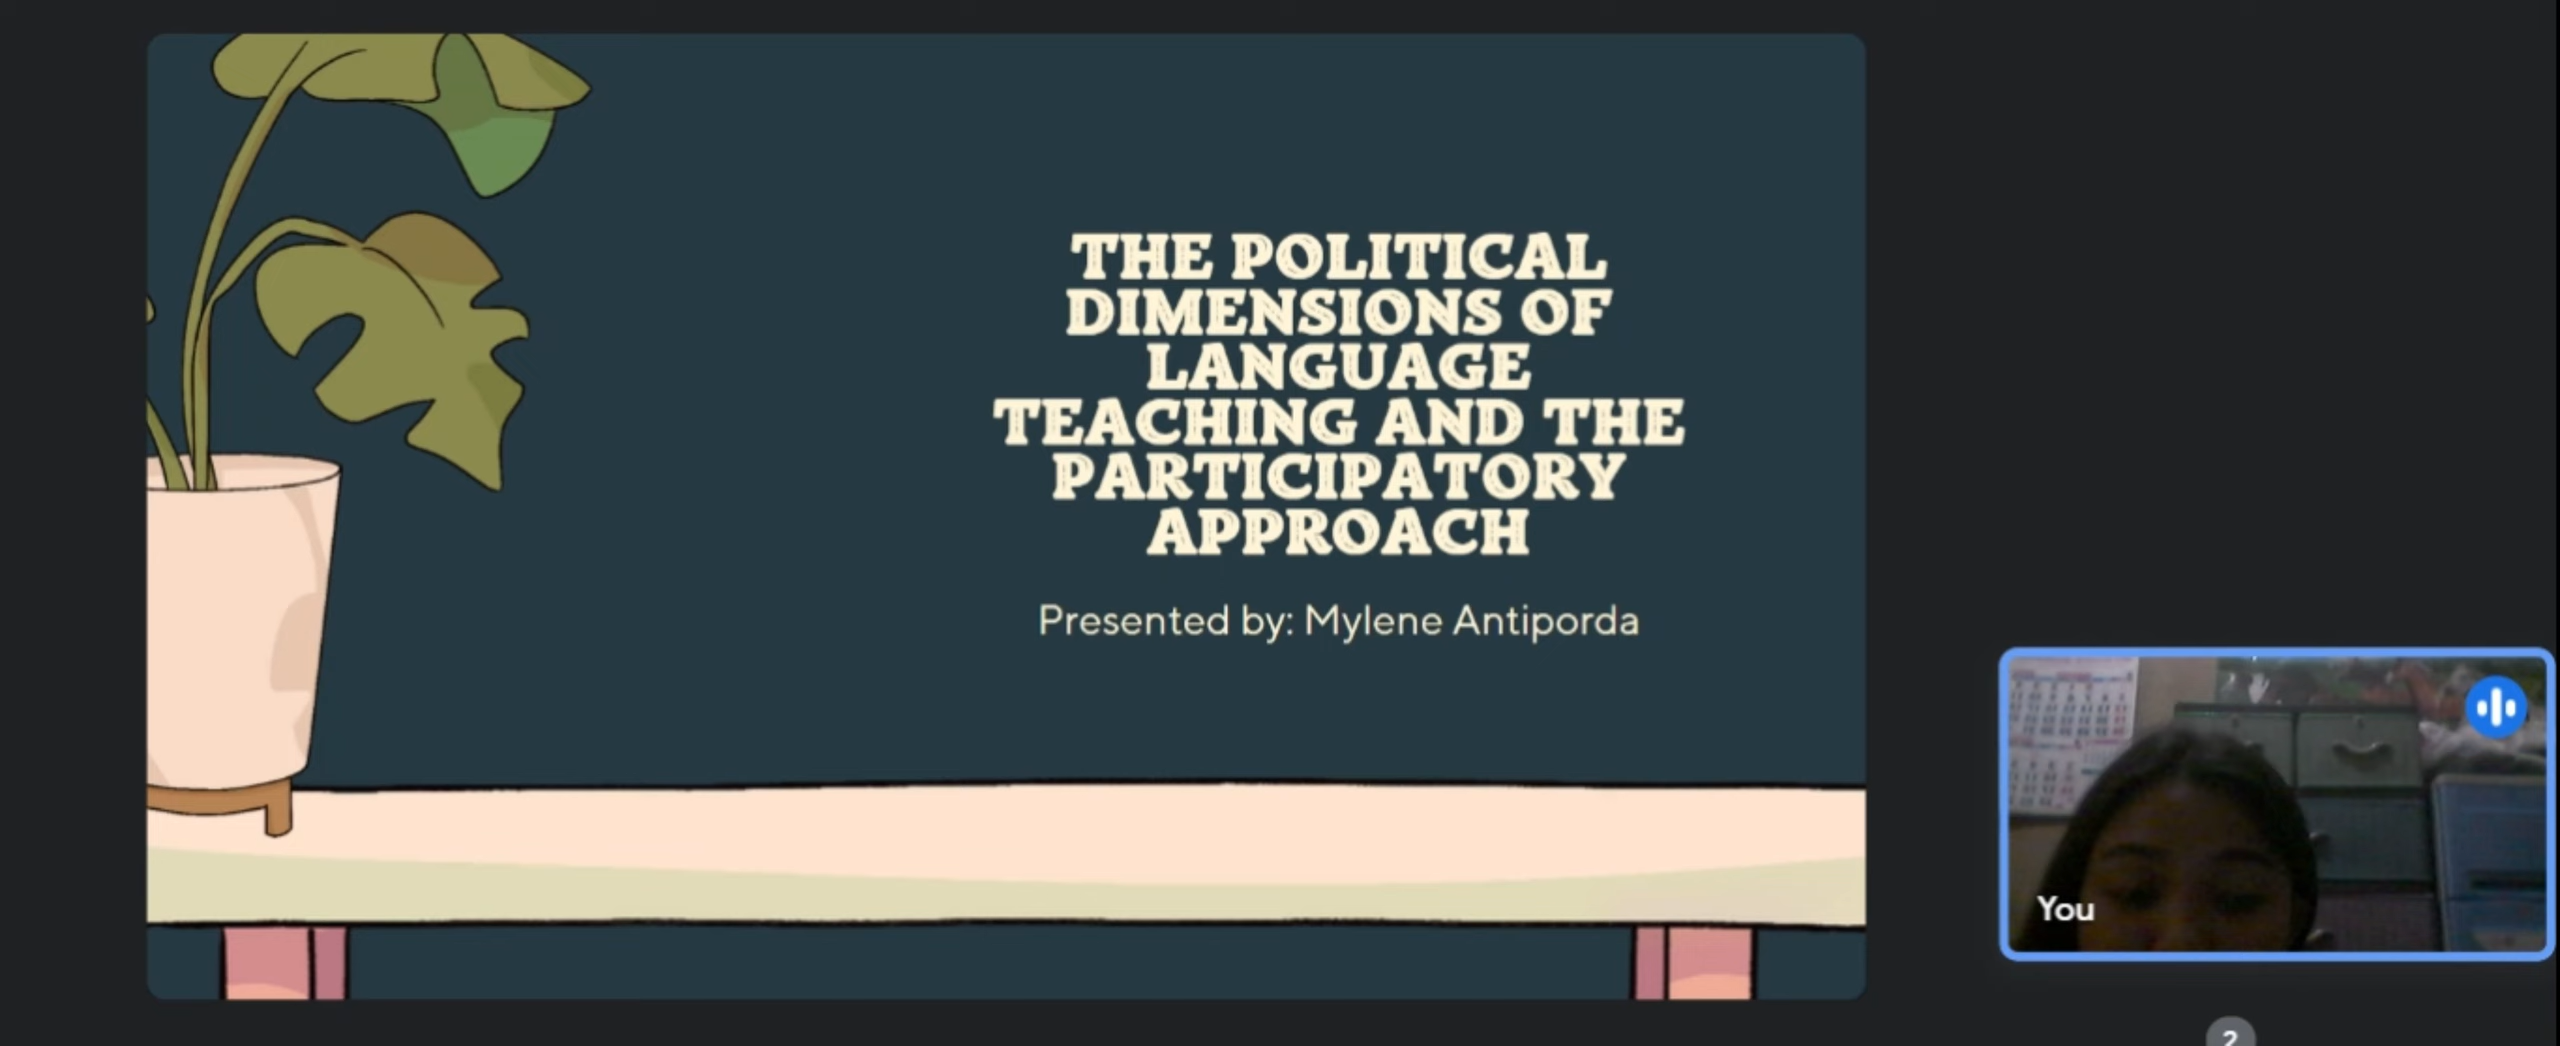 THE POLITICAL
DIMENSIONS OF
LANGUAGE
TEACHING AND THE
PARTICIPATORY
APPROACH
Presented by: Mylene Antiporda
You
2